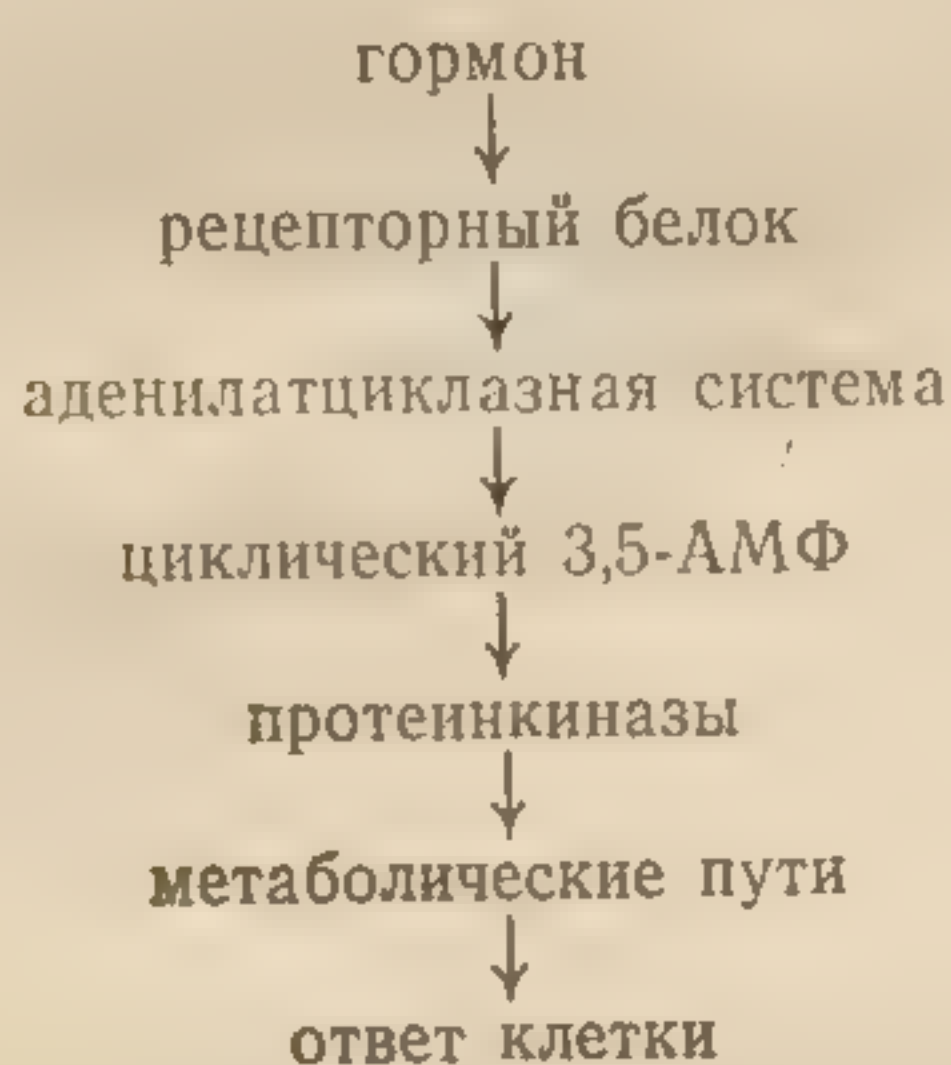 гормон
рецепторный белок
аденилатциклазная система
циклический 3,5-АМФ
протеинкиназы
метаболические пути
ответ клетки